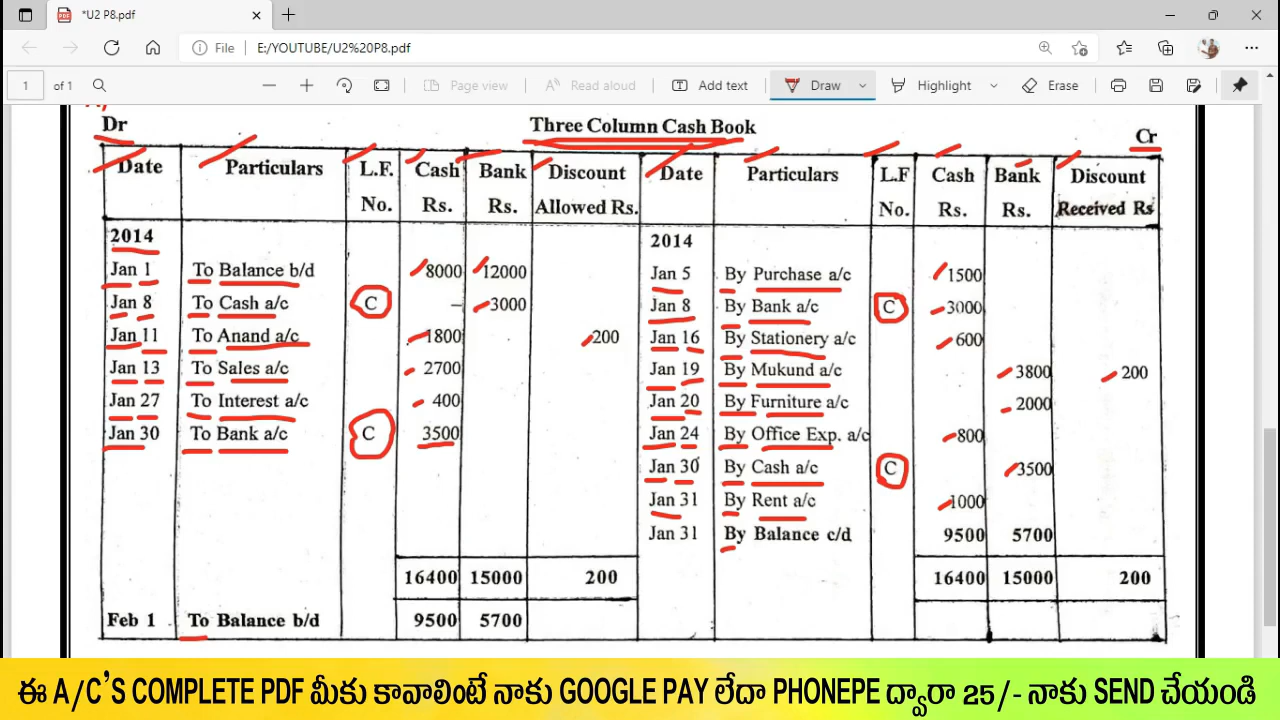 *U2 P8.pdf
File E:/YOUTUBE/U2%20P8.pdf
1 of 1 Page view Read aloud Add text Draw Highlight Erase
Dr Three Column Cash Book Cr
Date Particulars L.F. Cash Bank Discount Date Particulars L.F Cash Bank Discount
No. Rs. Rs. Allowed Rs. No. Rs. Rs. Received Rs
2014 2014
Jan 1 To Balance b/d 8000 12000 Jan 5 By Purchase a/c 1500
Jan 8 To Cash a/c C – 3000 Jan 8 By Bank a/c C 3000
Jan 11 To Anand a/c 1800 200 Jan 16 By Stationery a/c 600
Jan 13 To Sales a/c 2700 Jan 19 By Mukund a/c 3800 200
Jan 27 To Interest a/c 400 Jan 20 By Furniture a/c 2000
Jan 30 To Bank a/c C 3500 Jan 24 By Office Exp. a/c 800
Jan 30 By Cash a/c C 3500
Jan 31 By Rent a/c 1000
Jan 31 By Balance c/d 9500 5700
16400 15000 200 16400 15000 200
Feb 1 To Balance b/d 9500 5700
ఈ A/C'S COMPLETE PDF మీకు కావాలింటే నాకు GOOGLE PAY లేదా PHONEPE ద్వారా 25/- నాకు SEND చేయండి